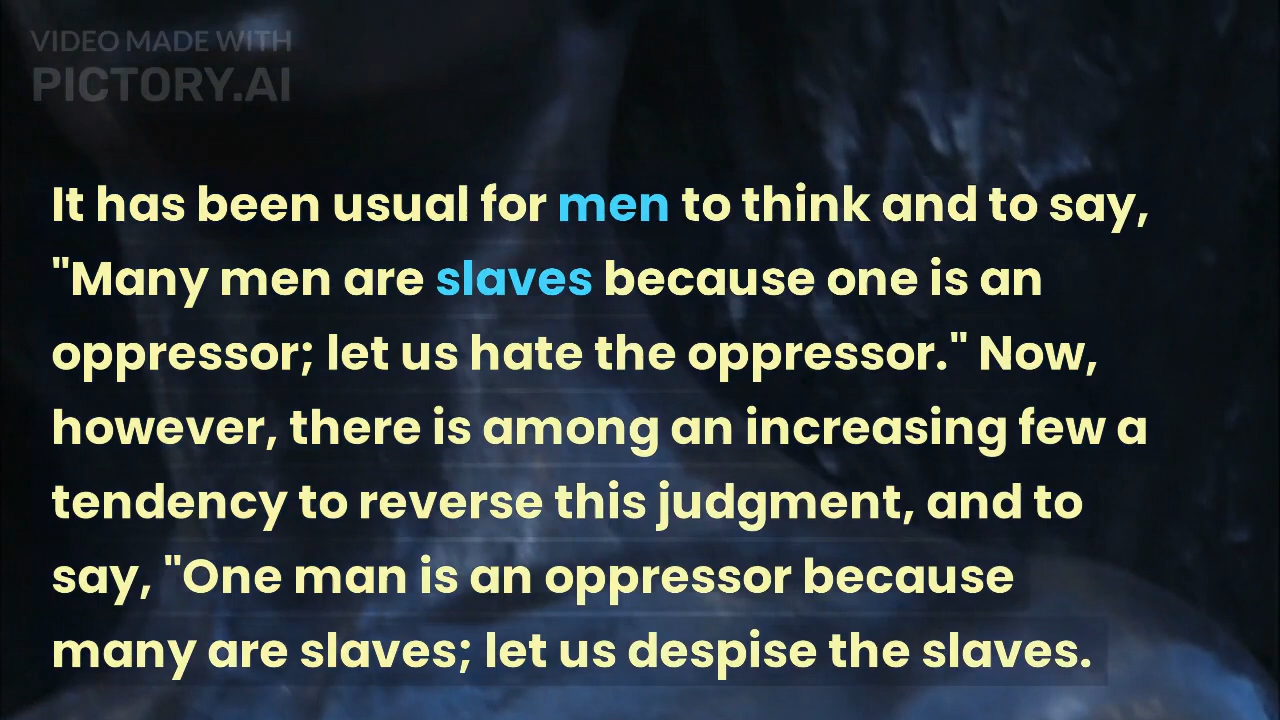 VIDEO MADE WITH
PICTORY.AI
It has been usual for men to think and to say,
"Many men are slaves because one is an
oppressor; let us hate the oppressor." Now,
however, there is among an increasing few a
tendency to reverse this judgment, and to
say, "One man is an oppressor because
many are slaves; let us despise the slaves.